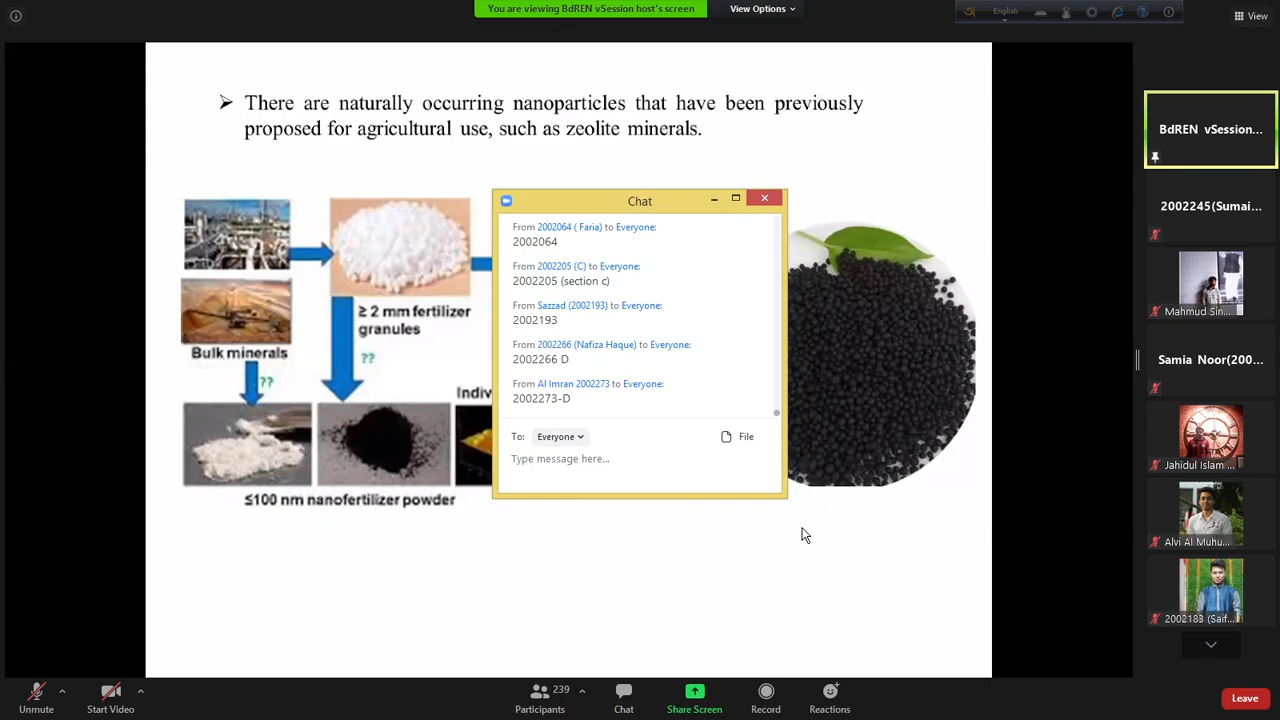 You are viewing BdREN vSession host's screen
View Options
English
View
There are naturally occurring nanoparticles that have been previously
proposed for agricultural use, such as zeolite minerals.
≥ 2 mm fertilizer
granules
??
Bulk minerals
??
Indiv
≤100 nm nanofertilizer powder
Chat
From 2002064 ( Faria) to Everyone:
2002064
From 2002205 (C) to Everyone:
2002205 (section c)
From Sazzad (2002193) to Everyone:
2002193
From 2002266 (Nafiza Haque) to Everyone:
2002266 D
From Al Imran 2002273 to Everyone:
2002273-D
To: Everyone
File
Type message here...
BdREN vSession...
2002245(Sumai...
Mahmud Sin...
Samia Noor(200...
Jahidul Islam ...
Alvi Al Muhu...
2002183 (Saif...
Unmute
Start Video
239
Participants
Chat
Share Screen
Record
Reactions
Leave